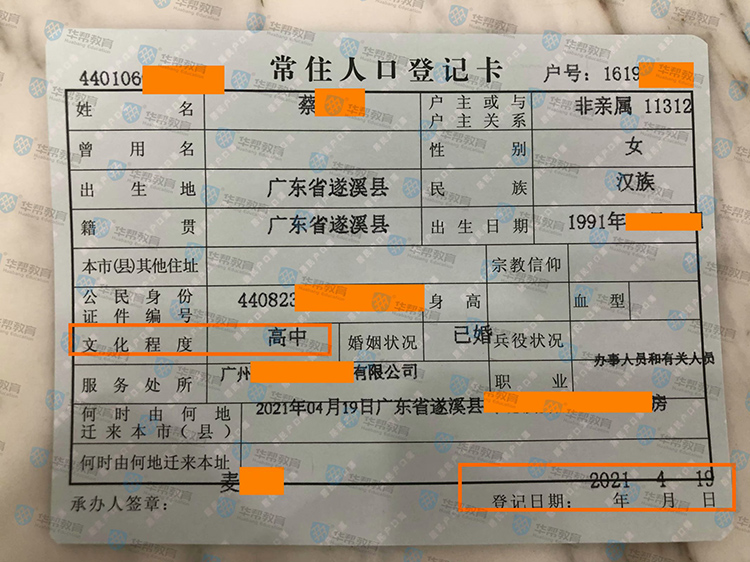 常住人口登记卡
440106
户号：1619
姓名 蔡 户主或与户主关系 非亲属 11312
曾用名 性别 女
出生地 广东省遂溪县 民族 汉族
籍贯 广东省遂溪县 出生日期 1991年
本市(县)其他住址 宗教信仰
公民身份证件编号 440823 身高 血型
文化程度 高中 婚姻状况 已婚 兵役状况
服务处所 广州 有限公司 职业 办事人员和有关人员
何时由何地迁来本市(县) 2021年04月19日广东省遂溪县 房
何时由何地迁来本址
承办人签章： 麦 登记日期： 2021年 4月 19日
华帮教育
Huabang Education